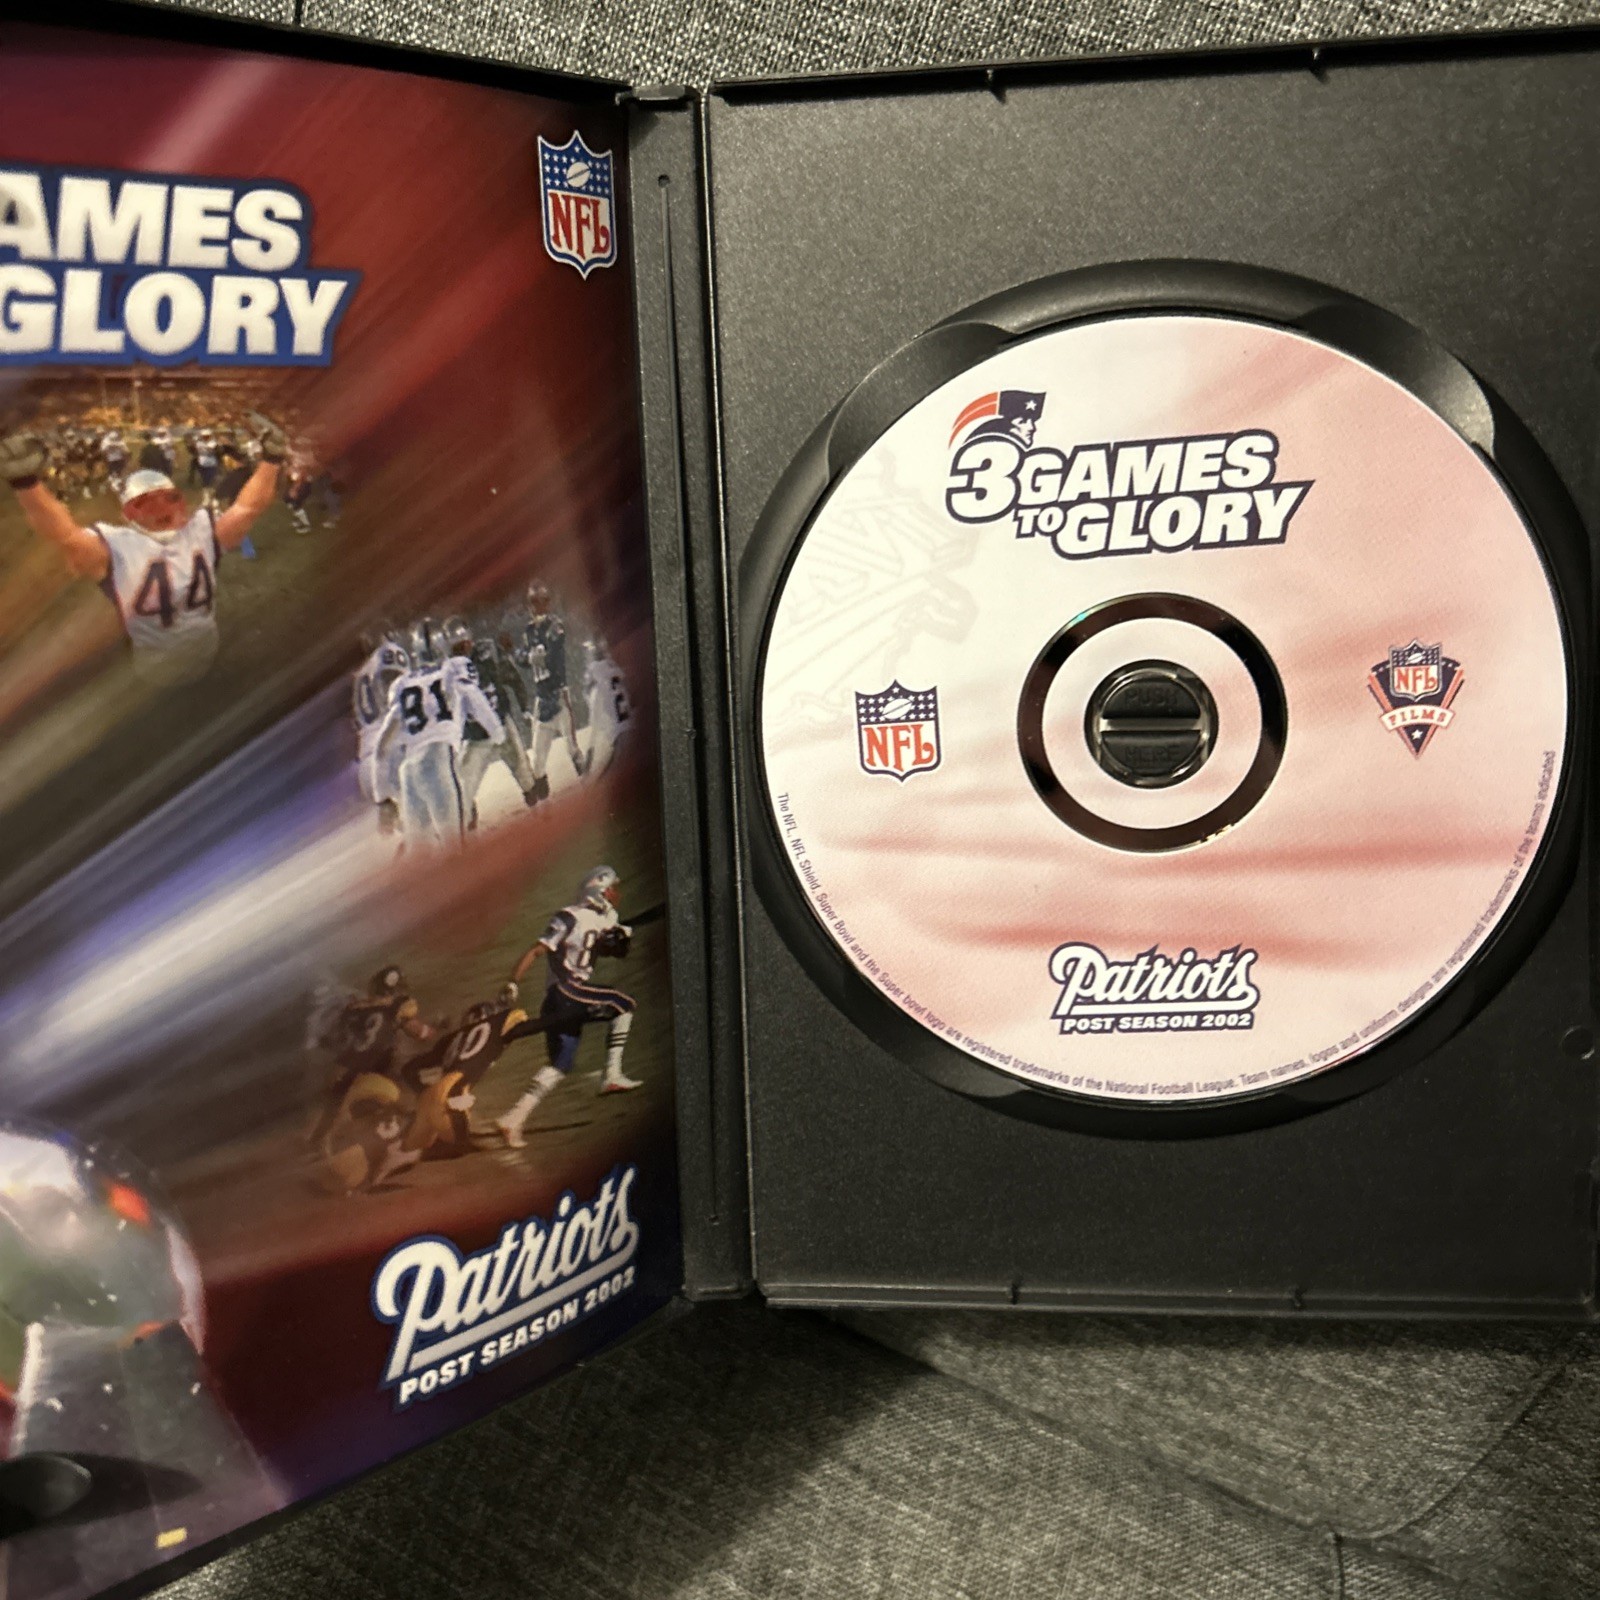 AMES
GLORY
NFL
44
91
Patriots
POST SEASON 2002
3 GAMES
TO GLORY
NFL
PUSH
HERE
NFL
FILMS
Patriots
POST SEASON 2002
The NFL, NFL Shield, Super Bowl and the Super bowl logo are registered trademarks of the National Football League. Team names, logos and uniform designs are registered trademarks of the teams indicated